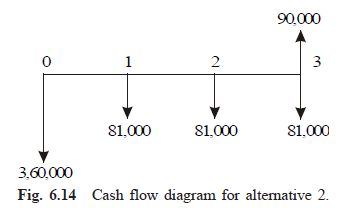 90,000
0 1 2 3
81,000 81,000 81,000
3,60,000
Fig. 6.14 Cash flow diagram for alternative 2.